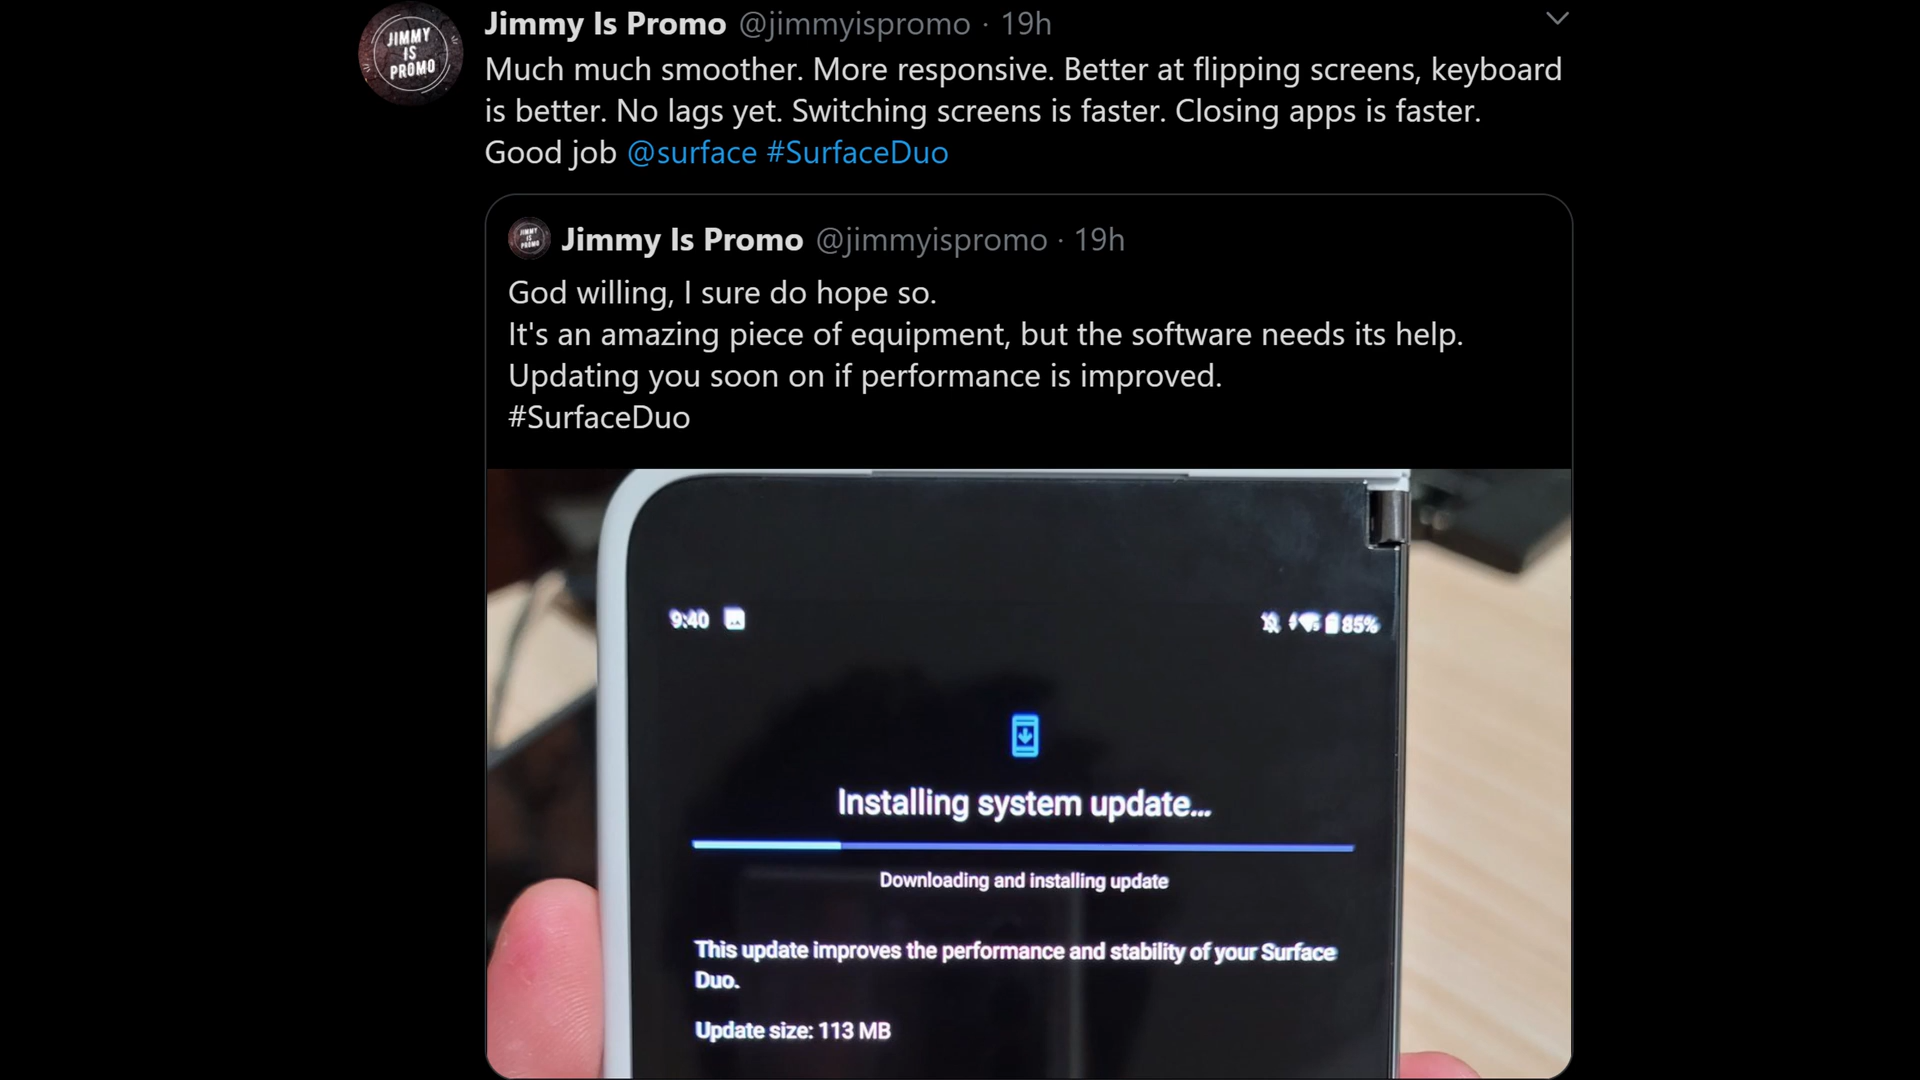 JIMMY
IS
PROMO
Jimmy Is Promo @jimmyispromo · 19h
Much much smoother. More responsive. Better at flipping screens, keyboard
is better. No lags yet. Switching screens is faster. Closing apps is faster.
Good job @surface #SurfaceDuo
JIMMY
IS
PROMO
Jimmy Is Promo @jimmyispromo · 19h
God willing, I sure do hope so.
It's an amazing piece of equipment, but the software needs its help.
Updating you soon on if performance is improved.
#SurfaceDuo
9:40
85%
Installing system update...
Downloading and installing update
This update improves the performance and stability of your Surface
Duo.
Update size: 113 MB